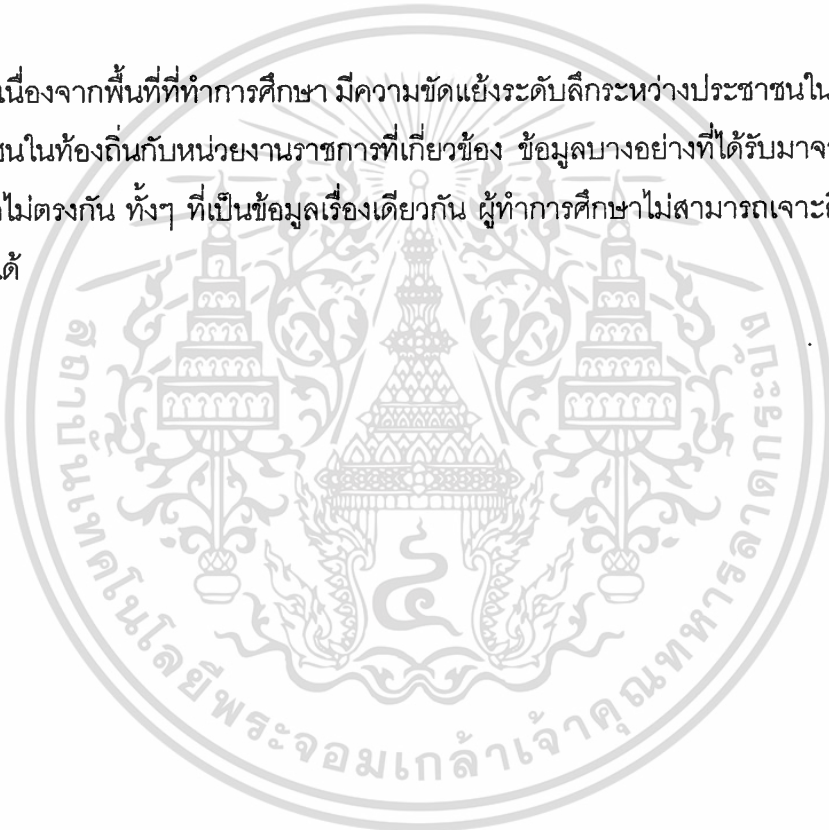 เนื่องจากพื้นที่ที่ทำการศึกษา มีความขัดแย้งระดับลึกระหว่างประชาชนใน
ชนในท้องถิ่นกับหน่วยงานราชการที่เกี่ยวข้อง ข้อมูลบางอย่างที่ได้รับมาจ
ไม่ตรงกัน ทั้งๆ ที่เป็นข้อมูลเรื่องเดียวกัน ผู้ทำการศึกษาไม่สามารถเจาะ
ได้
สถาบันเทคโนโลยีพระจอมเกล้าเจ้าคุณทหารลาดกระบัง